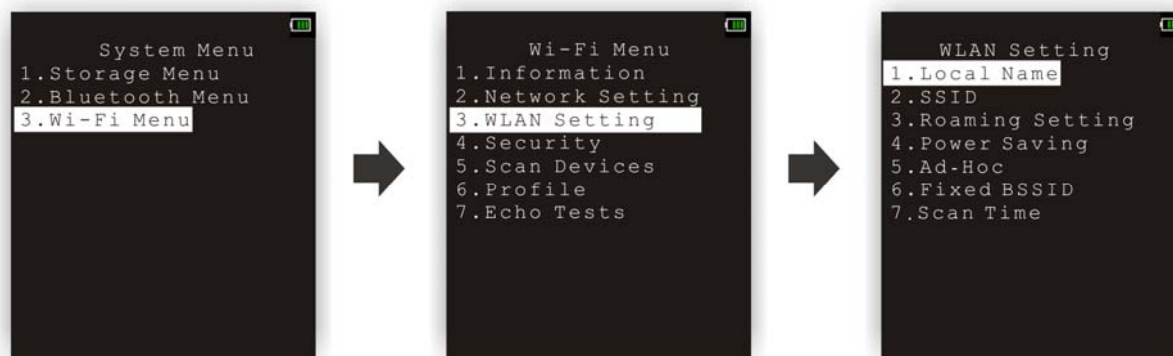 System Menu
1.Storage Menu
2.Bluetooth Menu
3.Wi-Fi Menu
Wi-Fi Menu
1.Information
2.Network Setting
3.WLAN Setting
4.Security
5.Scan Devices
6.Profile
7.Echo Tests
WLAN Setting
1.Local Name
2.SSID
3.Roaming Setting
4.Power Saving
5.Ad-Hoc
6.Fixed BSSID
7.Scan Time